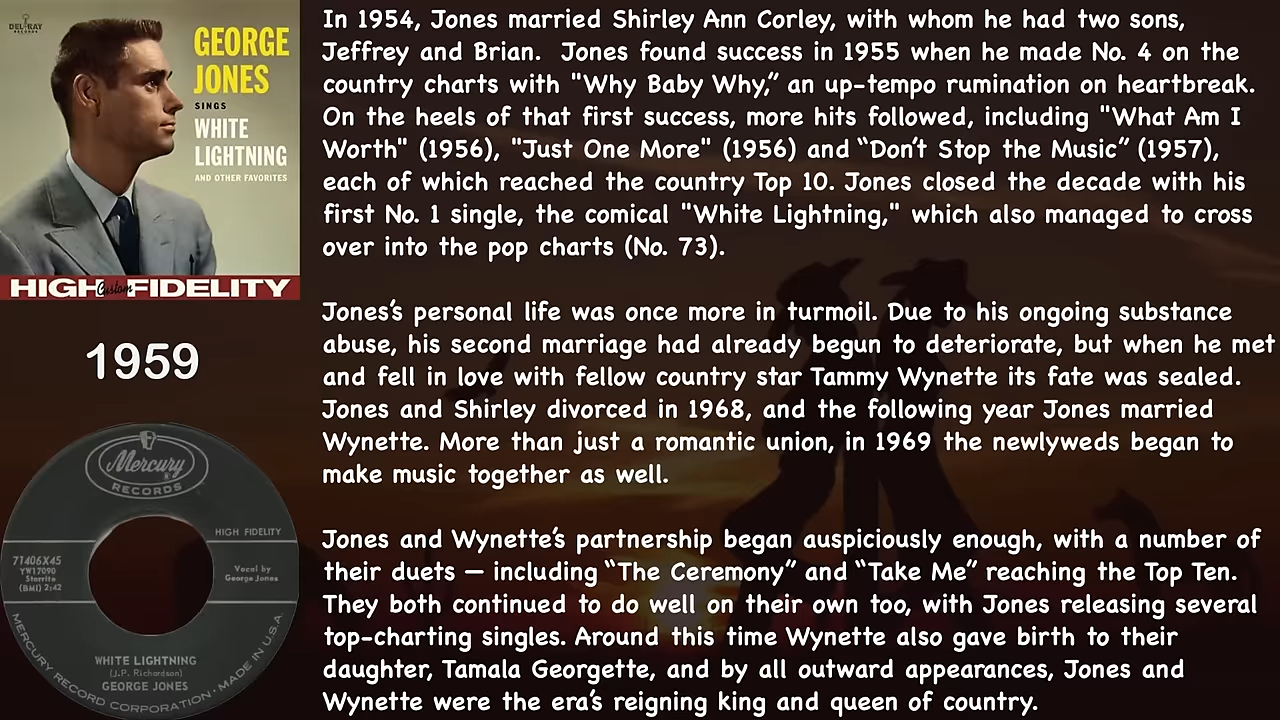 DEL-RAY
RECORDS
GEORGE
JONES
SINGS
WHITE
LIGHTNING
AND OTHER FAVORITES
HIGH Custom FIDELITY
1959
Mercury
RECORDS
HIGH FIDELITY
71406X45
YW17090
Starrite
(BMI) 2:42
Vocal by
George Jones
WHITE LIGHTNING
(J.P. Richardson)
GEORGE JONES
MERCURY RECORD CORPORATION · MADE IN U.S.A.
In 1954, Jones married Shirley Ann Corley, with whom he had two sons,
Jeffrey and Brian.  Jones found success in 1955 when he made No. 4 on the
country charts with "Why Baby Why,” an up-tempo rumination on heartbreak.
On the heels of that first success, more hits followed, including "What Am I
Worth" (1956), "Just One More" (1956) and “Don’t Stop the Music” (1957),
each of which reached the country Top 10. Jones closed the decade with his
first No. 1 single, the comical "White Lightning," which also managed to cross
over into the pop charts (No. 73).
Jones’s personal life was once more in turmoil. Due to his ongoing substance
abuse, his second marriage had already begun to deteriorate, but when he met
and fell in love with fellow country star Tammy Wynette its fate was sealed.
Jones and Shirley divorced in 1968, and the following year Jones married
Wynette. More than just a romantic union, in 1969 the newlyweds began to
make music together as well.
Jones and Wynette’s partnership began auspiciously enough, with a number of
their duets — including “The Ceremony” and “Take Me” reaching the Top Ten.
They both continued to do well on their own too, with Jones releasing several
top-charting singles. Around this time Wynette also gave birth to their
daughter, Tamala Georgette, and by all outward appearances, Jones and
Wynette were the era’s reigning king and queen of country.